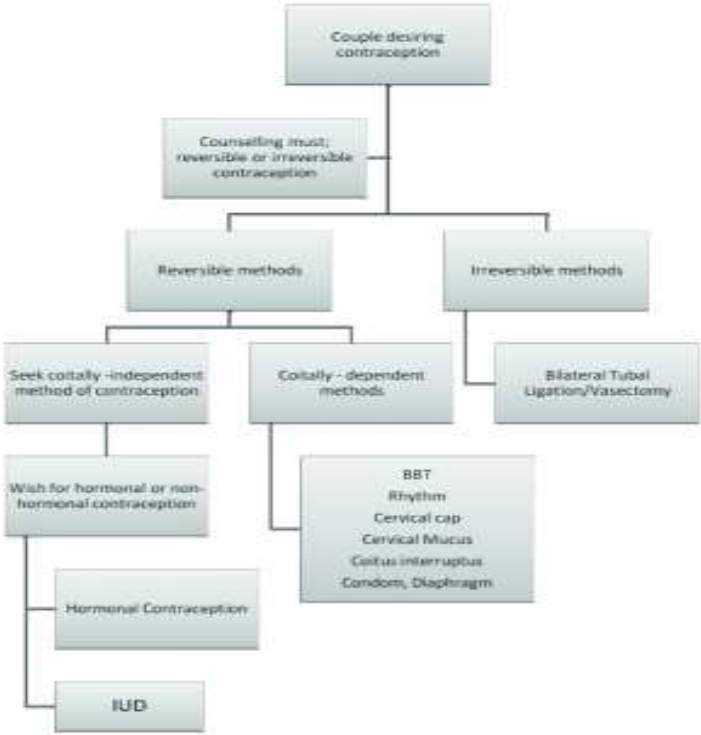 Couple desiring
contraception
Counselling must;
reversible or irreversible
contraception
Reversible methods
Irreversible methods
Seek coitally -independent
method of contraception
Coitally - dependent
methods
Bilateral Tubal
Ligation/Vasectomy
Wish for hormonal or non-
hormonal contraception
BBT
Rhythm
Cervical cap
Cervical Mucus
Coitus interruptus
Condom, Diaphragm
Hormonal Contraception
IUD